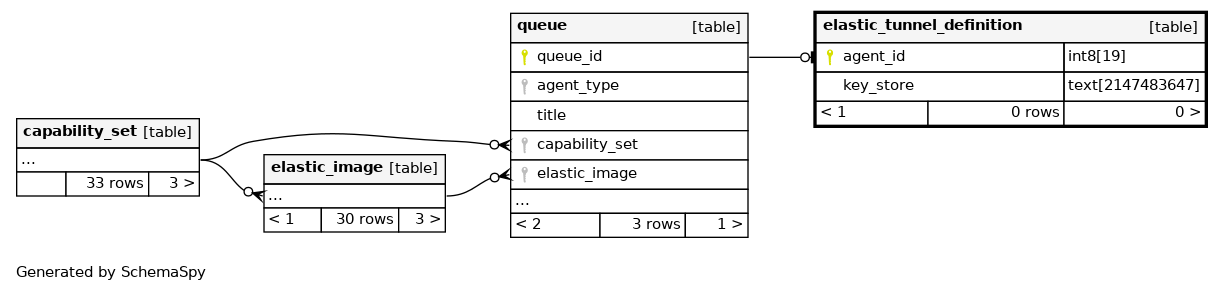 queue [table]
queue_id
agent_type
title
capability_set
elastic_image
...
< 2 3 rows 1 >
elastic_tunnel_definition [table]
agent_id int8[19]
key_store text[2147483647]
< 1 0 rows 0 >
capability_set [table]
...
33 rows 3 >
elastic_image [table]
...
< 1 30 rows 3 >
Generated by SchemaSpy